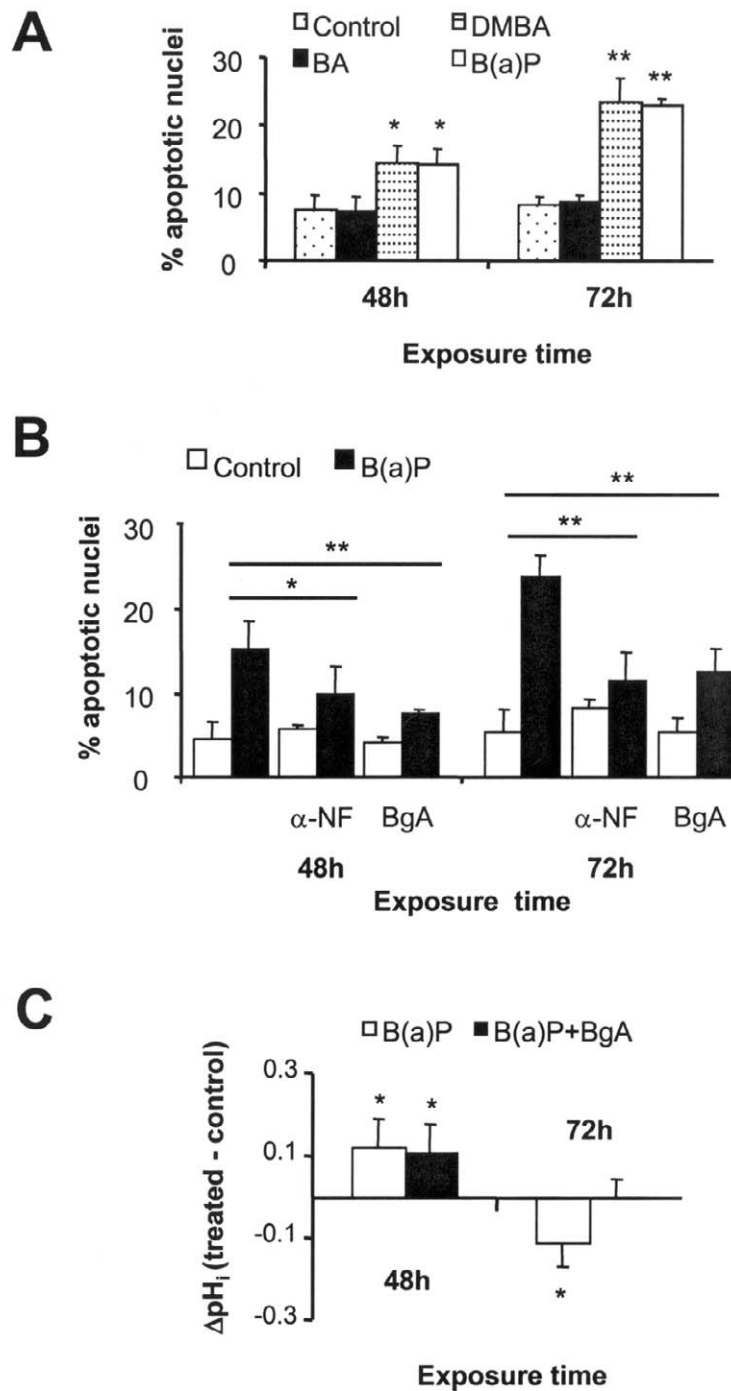 A
Control DMBA
BA B(a)P
% apoptotic nuclei
30
20
10
0
* * ** **
48h 72h
Exposure time
B
Control B(a)P
% apoptotic nuclei
30
20
10
0
**
*
**
**
α-NF BgA α-NF BgA
48h 72h
Exposure time
C
B(a)P B(a)P+BgA
ΔpHi (treated - control)
0.3
0.1
-0.1
-0.3
* *
72h
48h
*
Exposure time